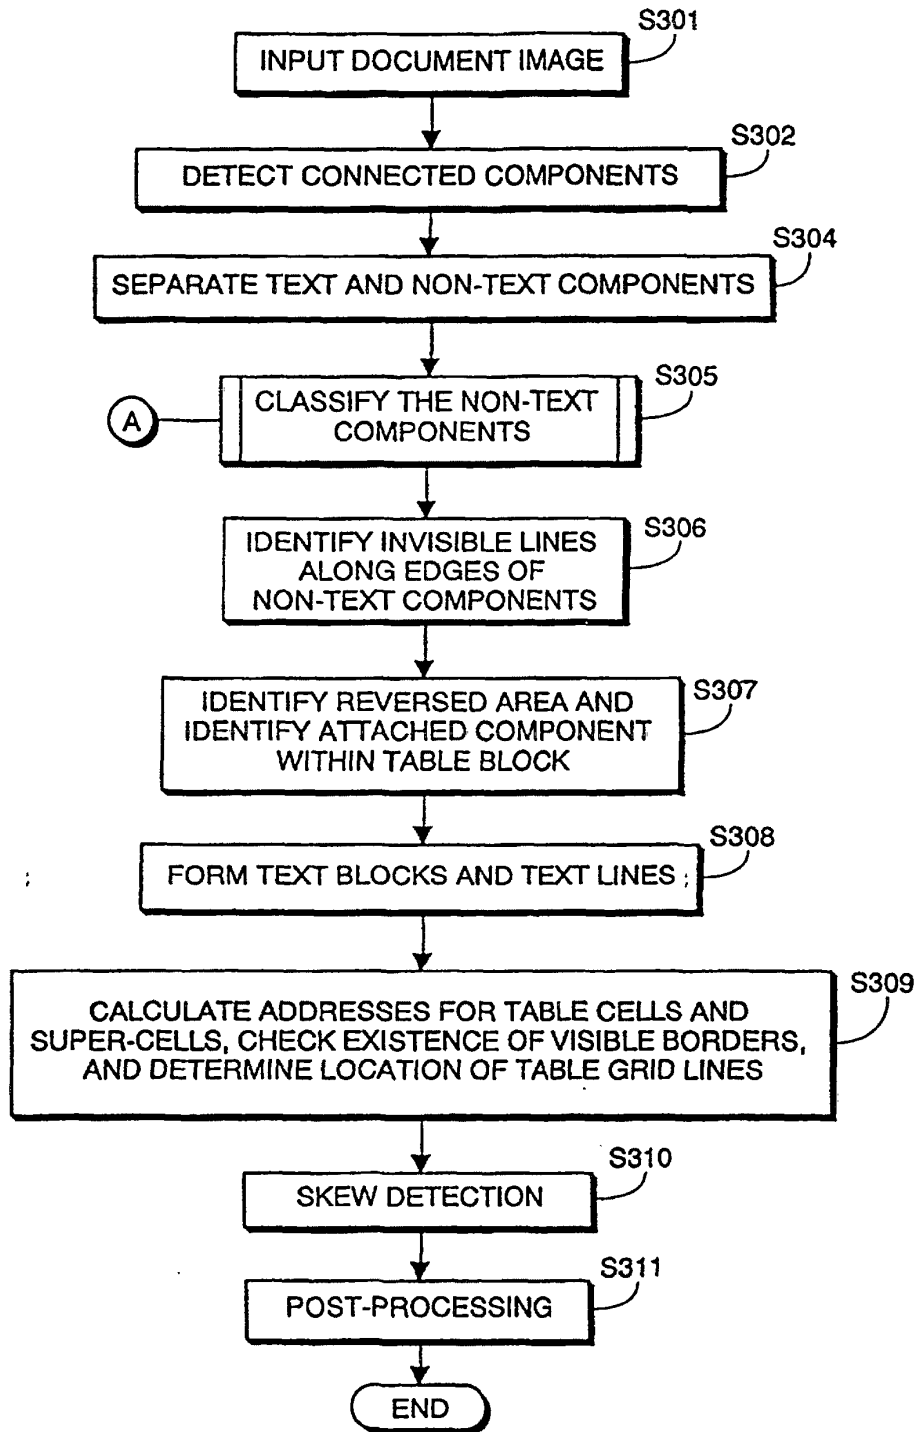 S301
INPUT DOCUMENT IMAGE
S302
DETECT CONNECTED COMPONENTS
S304
SEPARATE TEXT AND NON-TEXT COMPONENTS
S305
A
CLASSIFY THE NON-TEXT
COMPONENTS
S306
IDENTIFY INVISIBLE LINES
ALONG EDGES OF
NON-TEXT COMPONENTS
S307
IDENTIFY REVERSED AREA AND
IDENTIFY ATTACHED COMPONENT
WITHIN TABLE BLOCK
S308
FORM TEXT BLOCKS AND TEXT LINES
S309
CALCULATE ADDRESSES FOR TABLE CELLS AND
SUPER-CELLS, CHECK EXISTENCE OF VISIBLE BORDERS,
AND DETERMINE LOCATION OF TABLE GRID LINES
S310
SKEW DETECTION
S311
POST-PROCESSING
END